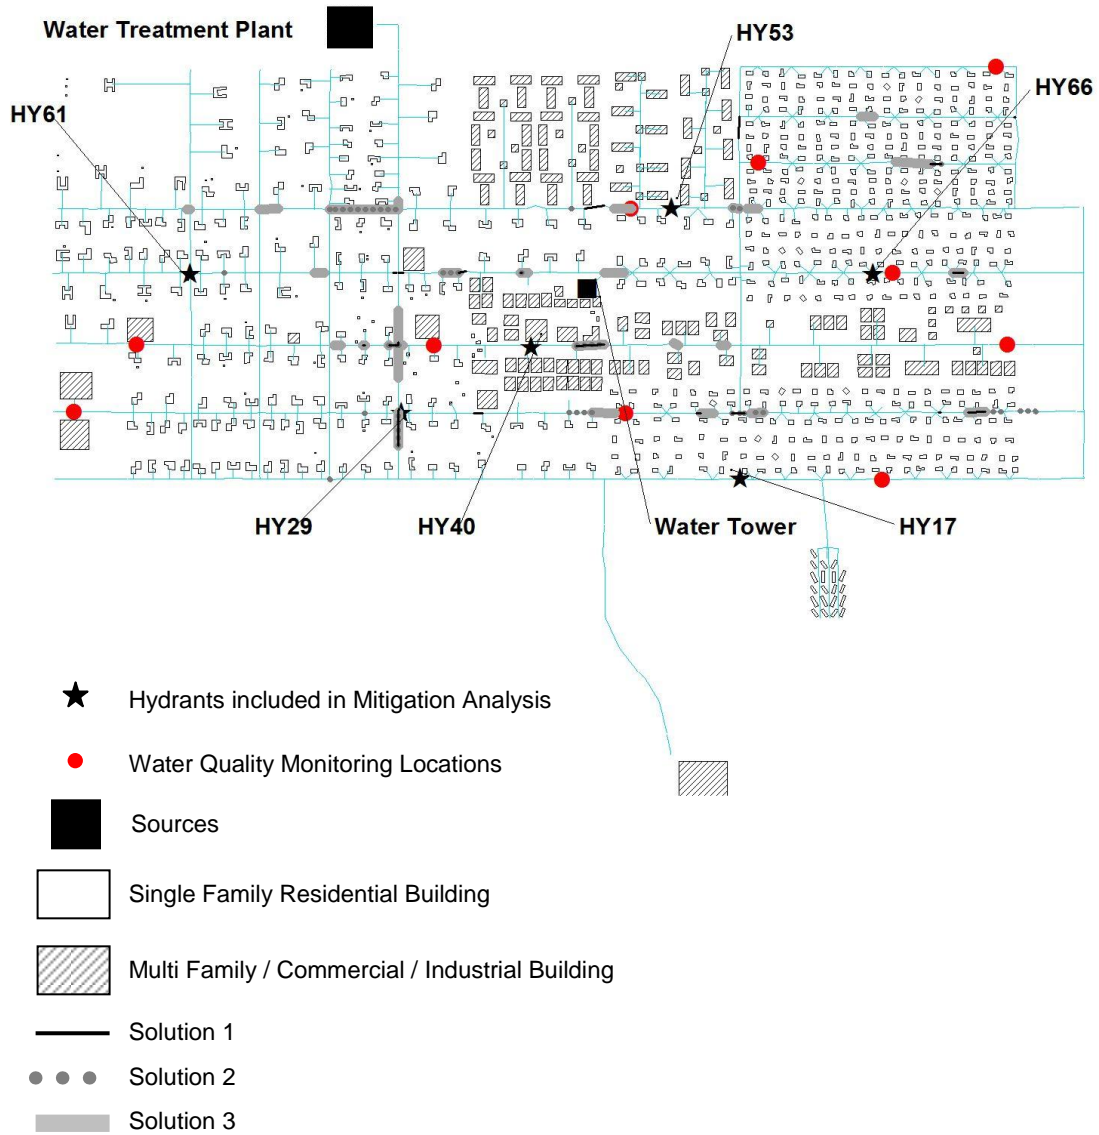 Water Treatment Plant
HY53
HY66
HY61
HY29
HY40
Water Tower
HY17
Hydrants included in Mitigation Analysis
Water Quality Monitoring Locations
Sources
Single Family Residential Building
Multi Family / Commercial / Industrial Building
Solution 1
Solution 2
Solution 3